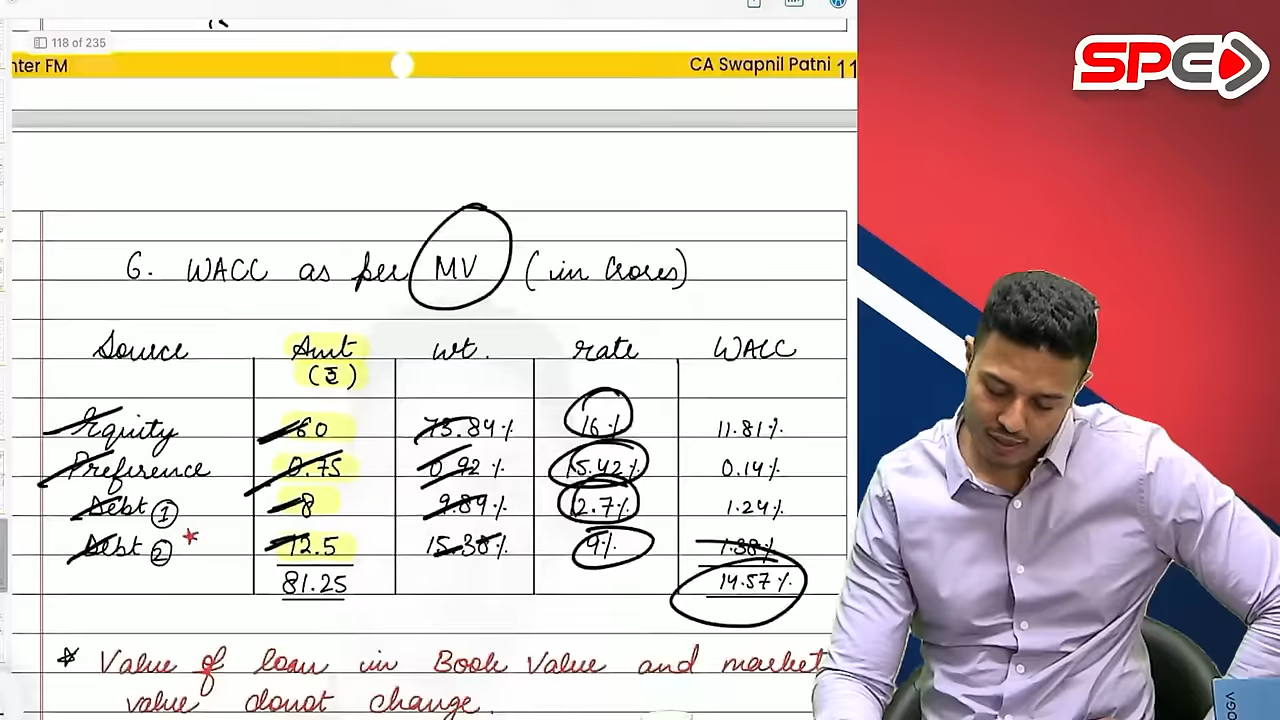 118 of 235
nter FM
CA Swapnil Patni 11
SPC
6. WACC as per MV (in Crores)
Source Amt (₹) wt. rate WACC
Equity 60 73.84% 16% 11.81%
Preference 0.75 0.92% 15.42% 0.14%
Debt ① 8 9.84% 12.7% 1.24%
Debt ② * 12.5 15.38% 9% 1.38%
81.25 14.57%
* Value of loan in Book Value and market
value donot change.